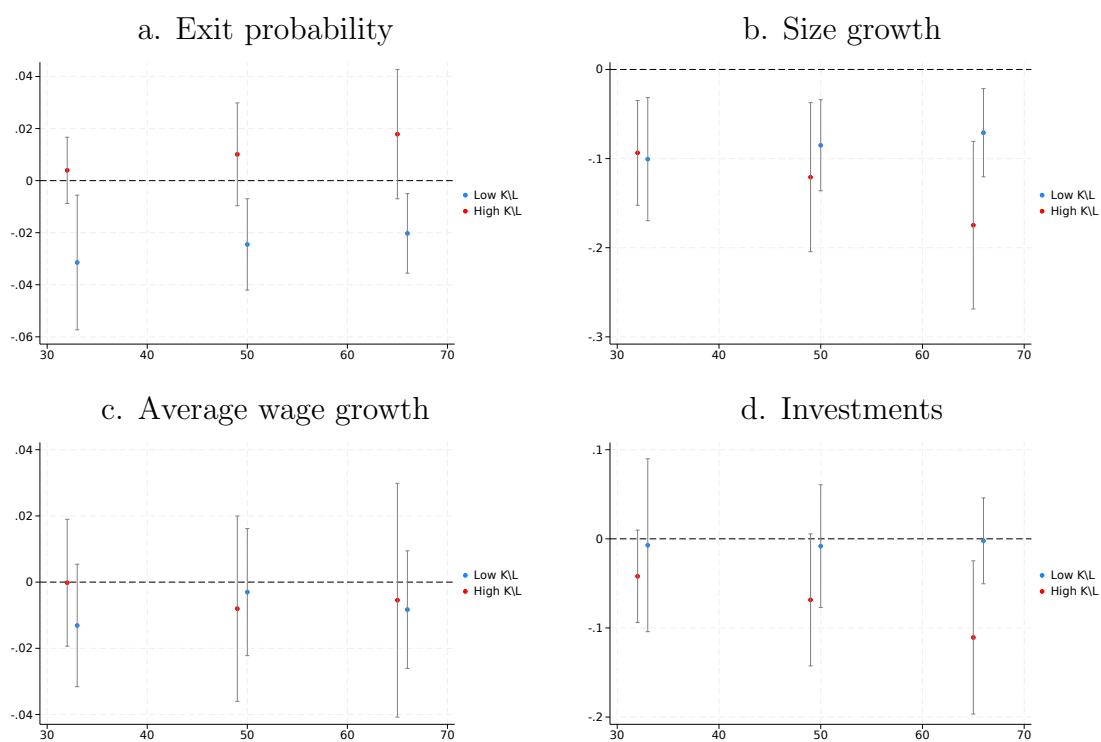 a. Exit probability
.04
.02
0
-.02
-.04
-.06
30 40 50 60 70
Low K\L
High K\L
b. Size growth
0
-.1
-.2
-.3
30 40 50 60 70
Low K\L
High K\L
c. Average wage growth
.04
.02
0
-.02
-.04
30 40 50 60 70
Low K\L
High K\L
d. Investments
.1
0
-.1
-.2
30 40 50 60 70
Low K\L
High K\L